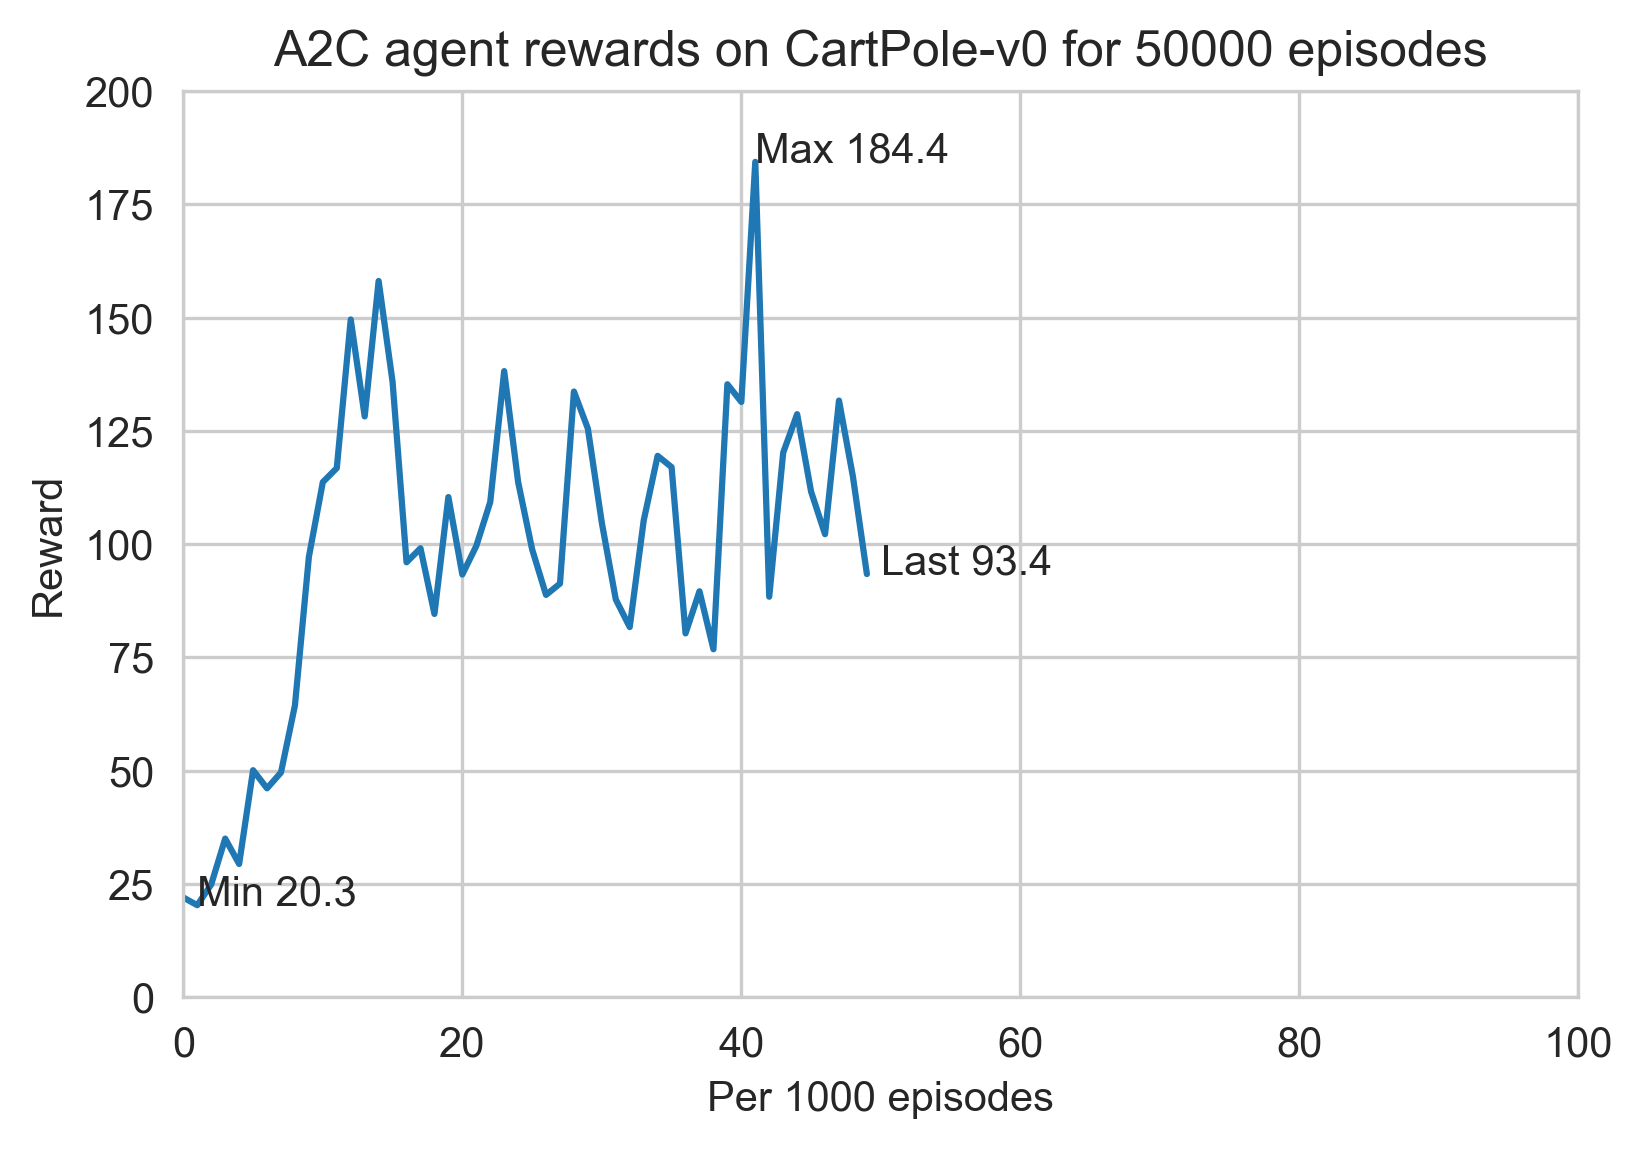 A2C agent rewards on CartPole-v0 for 50000 episodes
200
175
150
125
100
75
50
25
0
Reward
Max 184.4
Last 93.4
Min 20.3
0 20 40 60 80 100
Per 1000 episodes